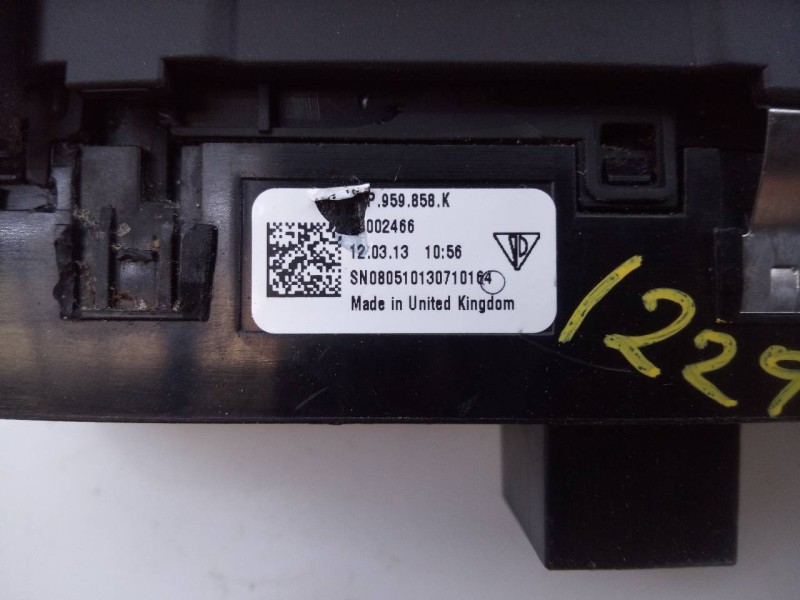 P.959.858.K
002466
12.03.13 10:56
SN080510130710164
Made in United Kingdom
1229